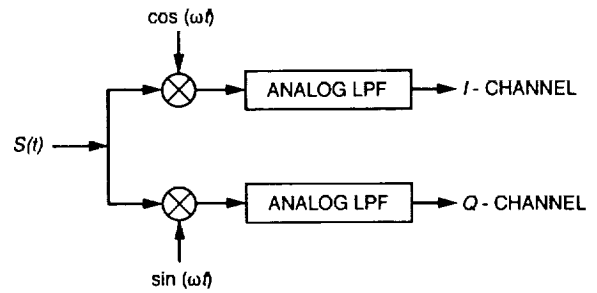 cos (ωt)
ANALOG LPF
I - CHANNEL
S(t)
ANALOG LPF
Q - CHANNEL
sin (ωt)